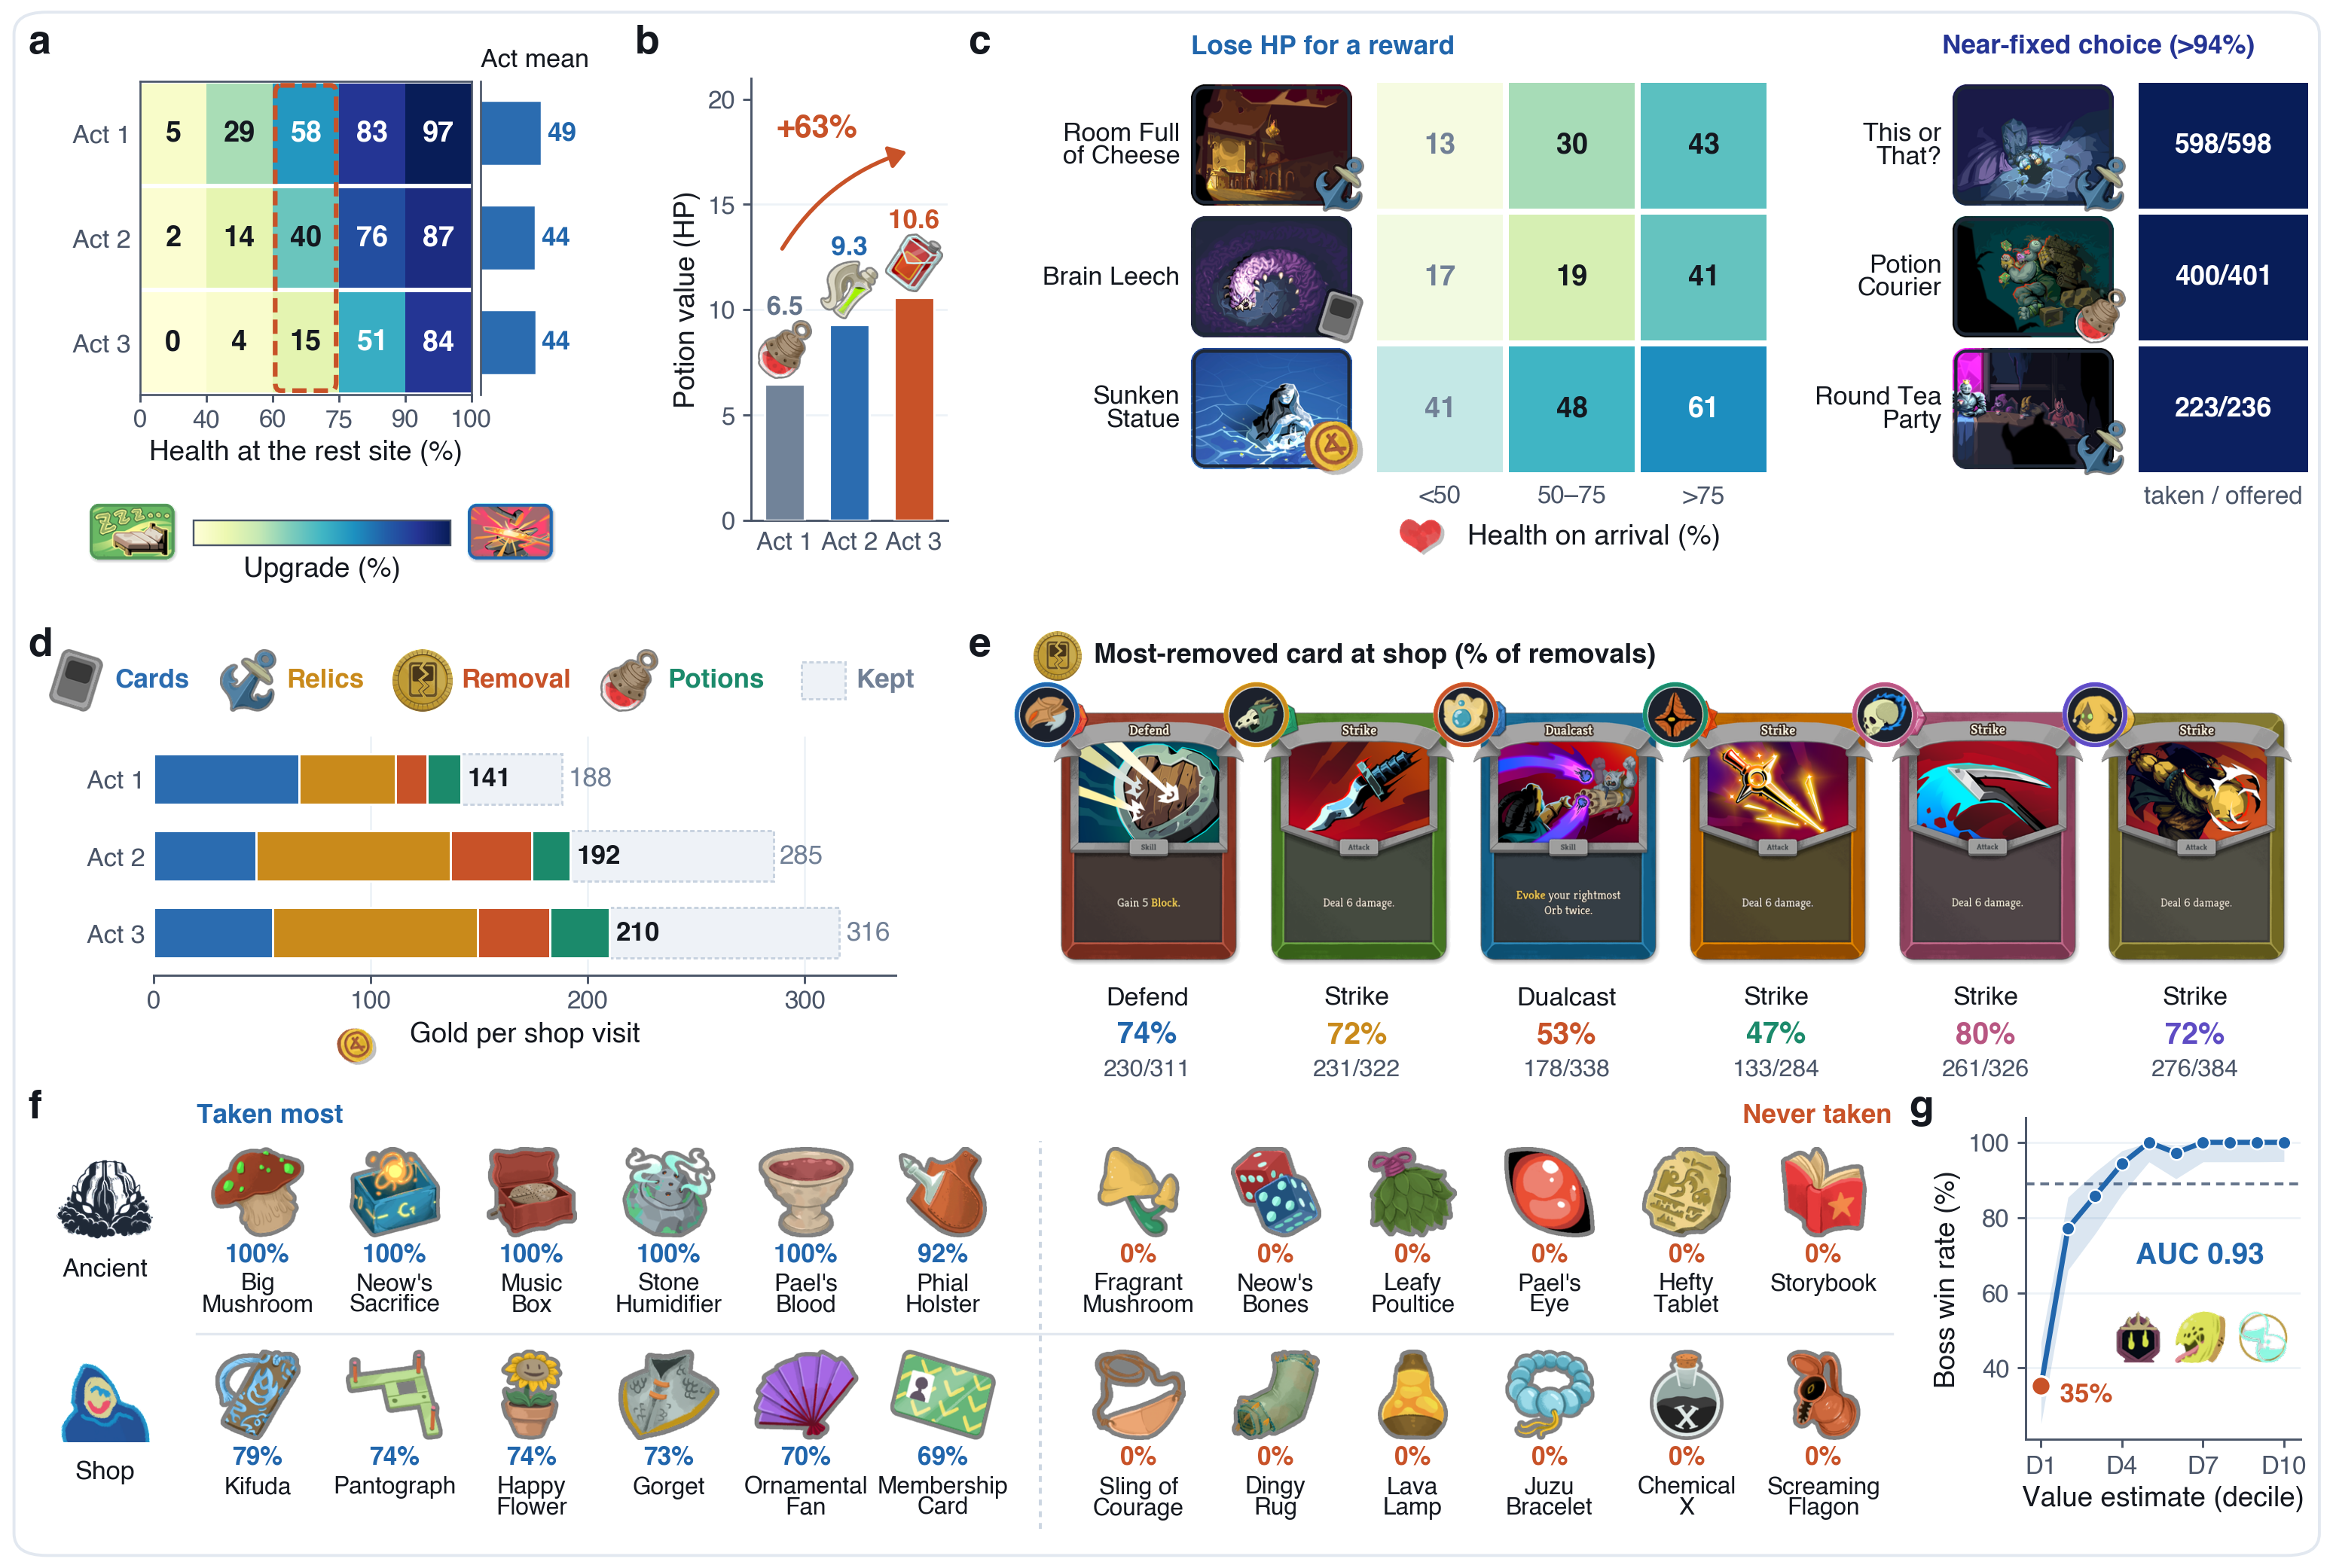 a
Act mean
Act 1
5
29
58
83
97
49
Act 2
2
14
40
76
87
44
Act 3
0
4
15
51
84
44
0
40
60
75
90
100
Health at the rest site (%)
Upgrade (%)
b
20
15
10
5
0
Potion value (HP)
+63%
6.5
9.3
10.6
Act 1
Act 2
Act 3
c
Lose HP for a reward
Near-fixed choice (>94%)
Room Full
of Cheese
13
30
43
Brain Leech
17
19
41
Sunken
Statue
41
48
61
<50
50–75
>75
Health on arrival (%)
This or
That?
598/598
Potion
Courier
400/401
Round Tea
Party
223/236
taken / offered
d
Cards
Relics
Removal
Potions
Kept
Act 1
141
188
Act 2
192
285
Act 3
210
316
0
100
200
300
Gold per shop visit
e
Most-removed card at shop (% of removals)
Defend
Skill
Gain 5 Block.
Defend
74%
230/311
Strike
Attack
Deal 6 damage.
Strike
72%
231/322
Dualcast
Skill
Evoke your rightmost
Orb twice.
Dualcast
53%
178/338
Strike
Attack
Deal 6 damage.
Strike
47%
133/284
Strike
Attack
Deal 6 damage.
Strike
80%
261/326
Strike
Attack
Deal 6 damage.
Strike
72%
276/384
f
Taken most
Never taken
Ancient
100%
Big
Mushroom
100%
Neow's
Sacrifice
100%
Music
Box
100%
Stone
Humidifier
100%
Pael's
Blood
92%
Phial
Holster
0%
Fragrant
Mushroom
0%
Neow's
Bones
0%
Leafy
Poultice
0%
Pael's
Eye
0%
Hefty
Tablet
0%
Storybook
Shop
79%
Kifuda
74%
Pantograph
74%
Happy
Flower
73%
Gorget
70%
Ornamental
Fan
69%
Membership
Card
0%
Sling of
Courage
0%
Dingy
Rug
0%
Lava
Lamp
0%
Juzu
Bracelet
X
0%
Chemical
X
0%
Screaming
Flagon
g
100
80
60
40
Boss win rate (%)
AUC 0.93
35%
D1
D4
D7
D10
Value estimate (decile)